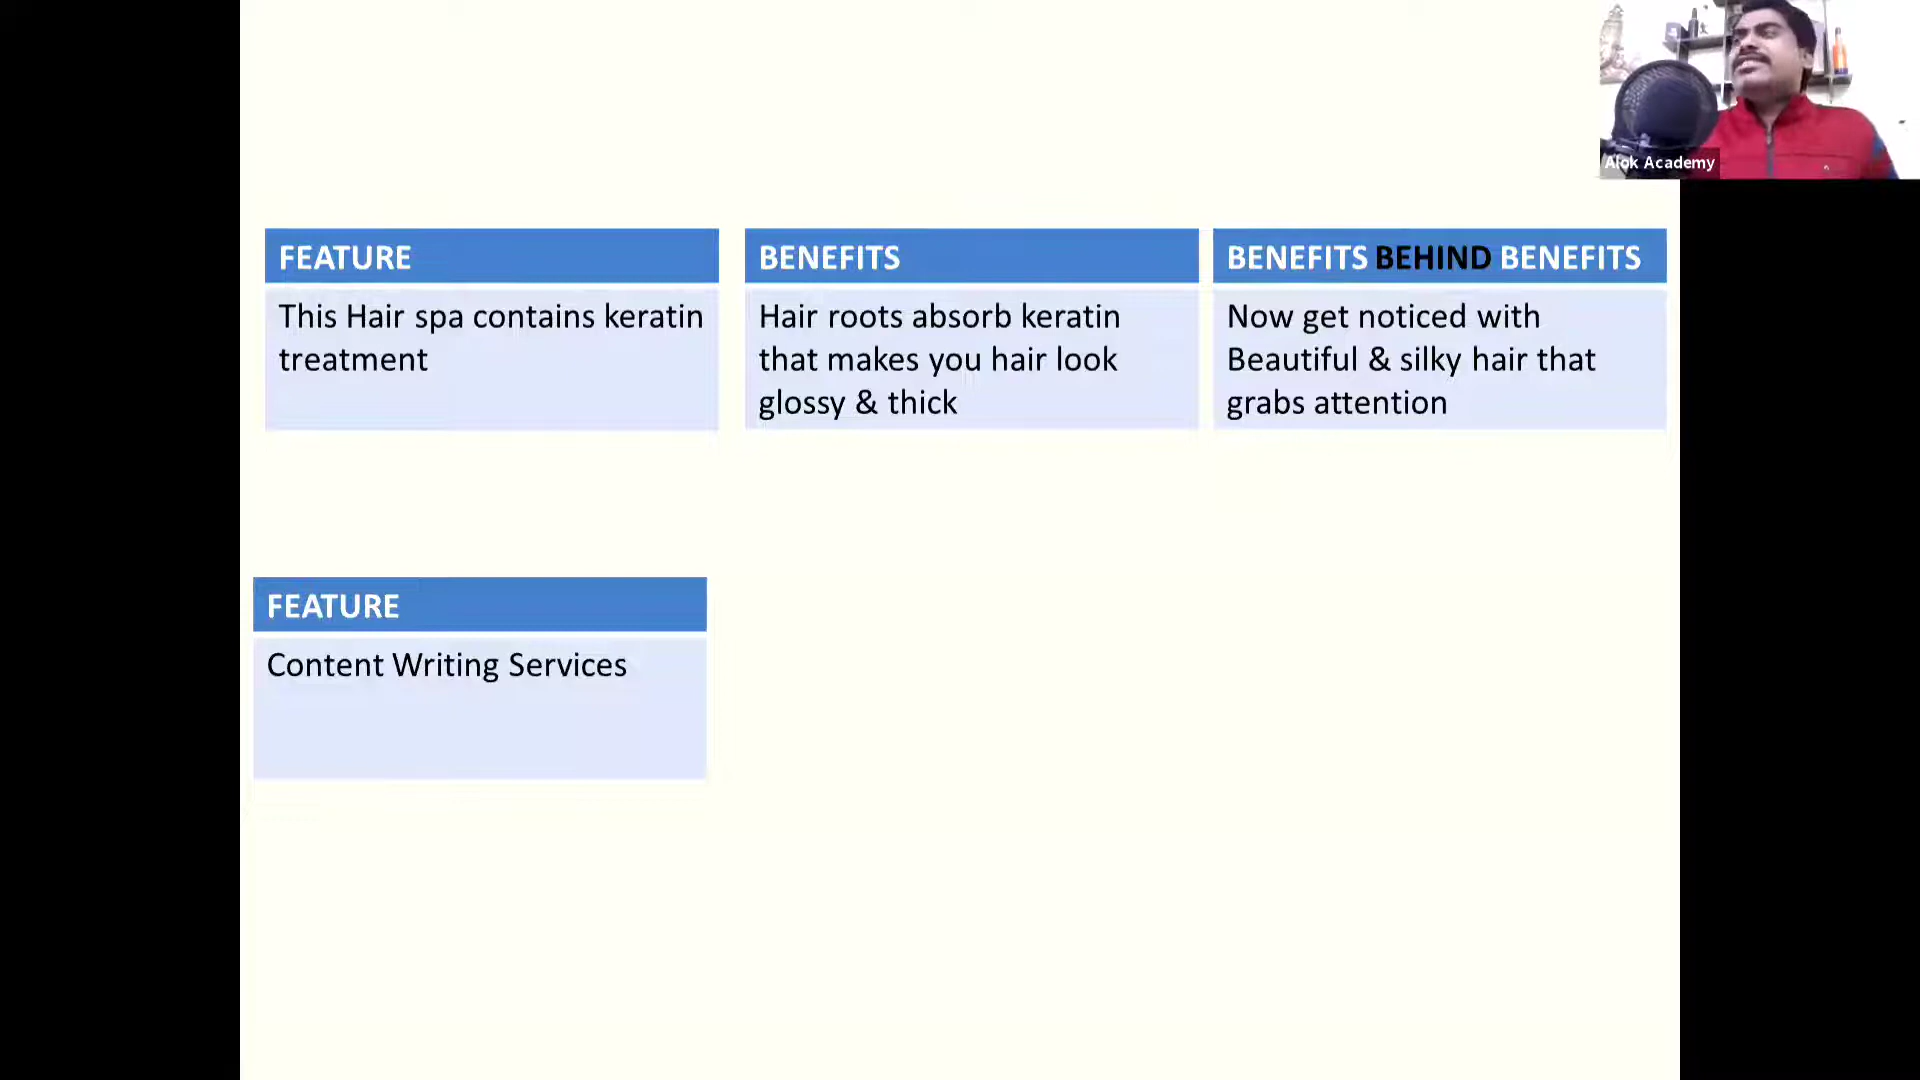 Alok Academy
FEATURE
This Hair spa contains keratin
treatment
BENEFITS
Hair roots absorb keratin
that makes you hair look
glossy & thick
BENEFITS BEHIND BENEFITS
Now get noticed with
Beautiful & silky hair that
grabs attention
FEATURE
Content Writing Services